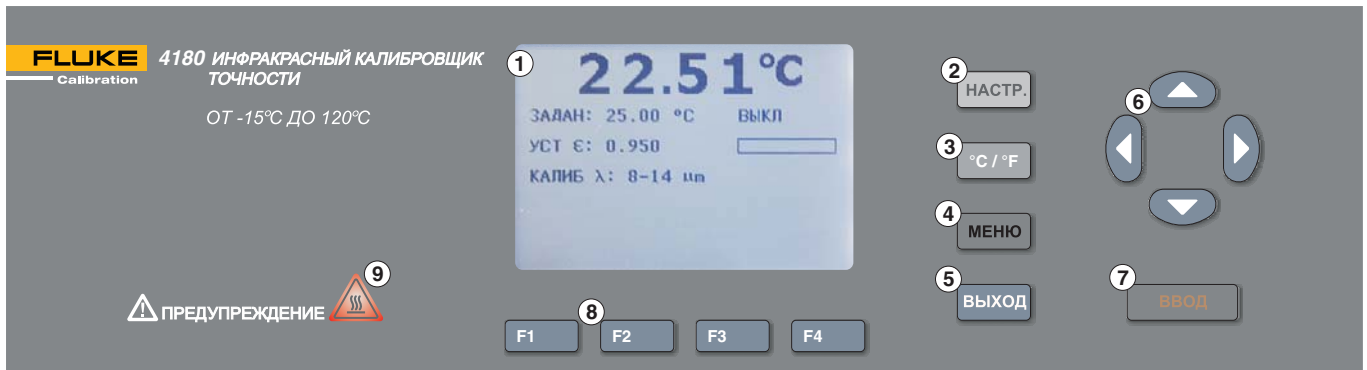 FLUKE
Calibration
4180 ИНФРАКРАСНЫЙ КАЛИБРОВЩИК
ТОЧНОСТИ
ОТ -15°C ДО 120°C
1
22.51°C
ЗАДАН: 25.00 °C ВЫКЛ
УСТ ε: 0.950
КАЛИБ λ: 8-14 µm
2
НАСТР.
3
°C / °F
4
МЕНЮ
5
ВЫХОД
6
7
ВВОД
8
F1 F2 F3 F4
9
ПРЕДУПРЕЖДЕНИЕ